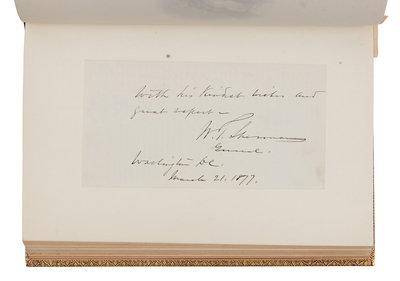 With his kindest wishes and
great respect –
W. T. Sherman
General.
Washington D.C.
March 21. 1877.